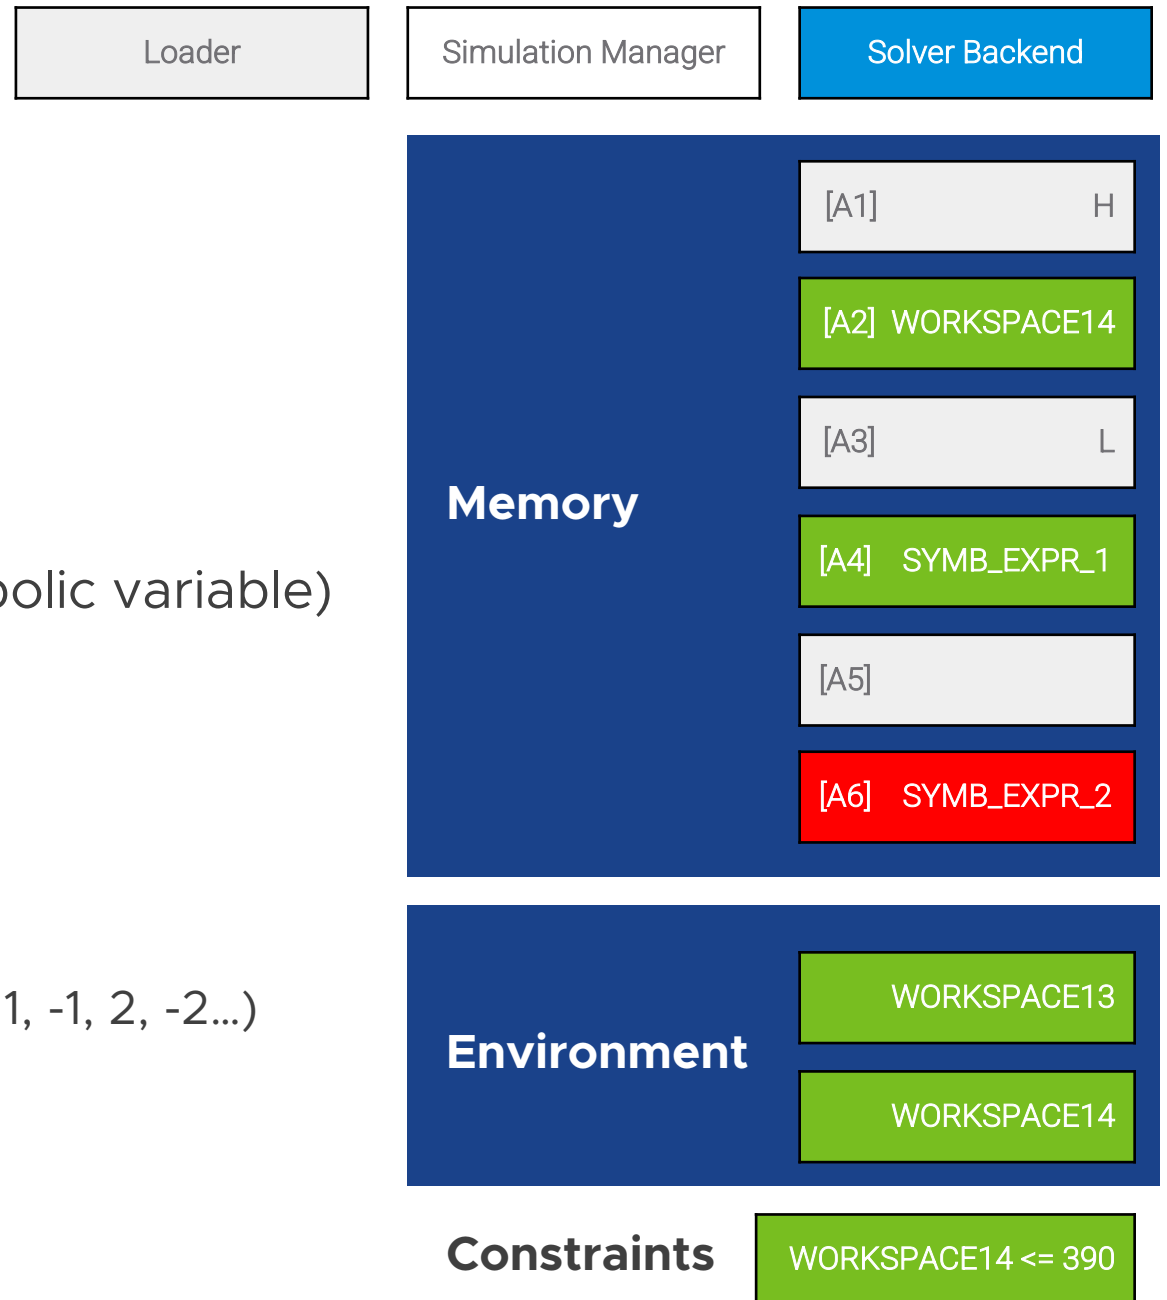 Loader
Simulation Manager
Solver Backend
[A1] H
[A2] WORKSPACE14
[A3] L
Memory
[A4] SYMB_EXPR_1
variable)
[A5]
[A6] SYMB_EXPR_2
WORKSPACE13
1, -1, 2, -2...)
Environment
WORKSPACE14
Constraints
WORKSPACE14 <= 390